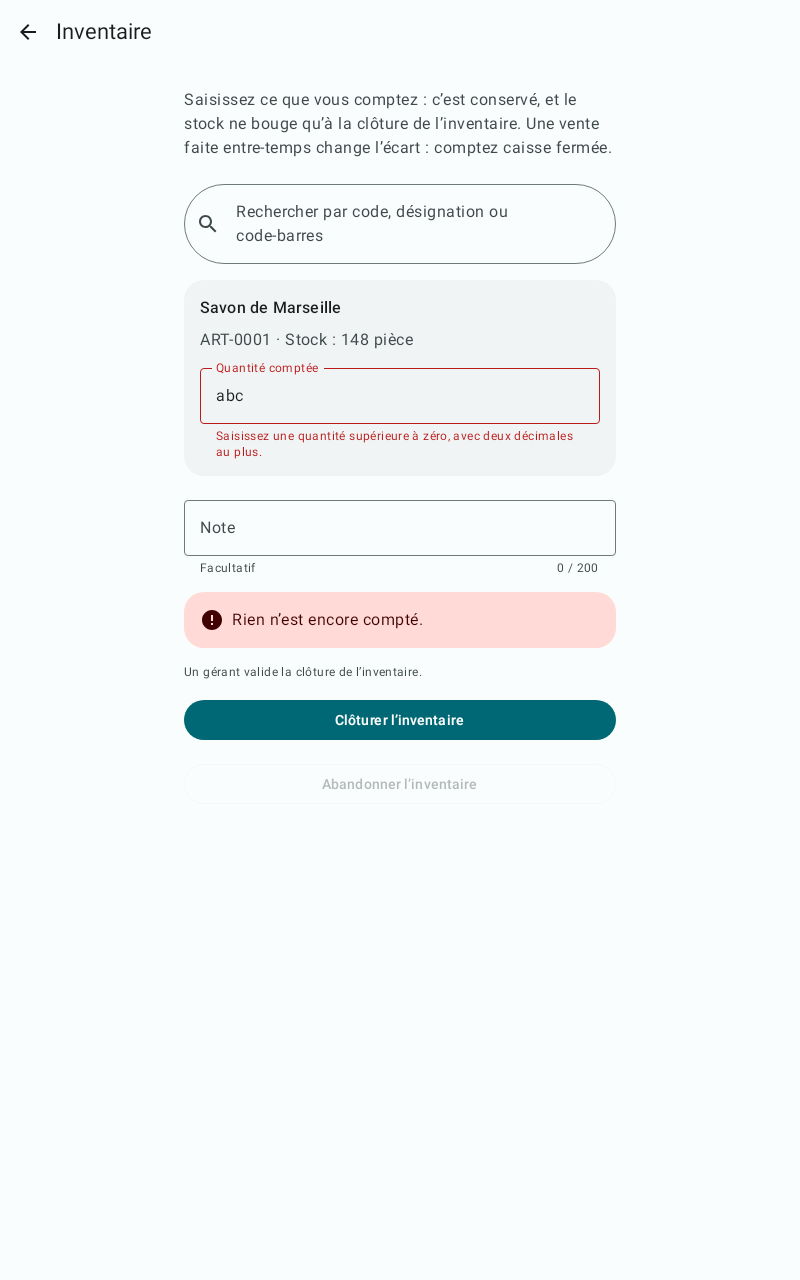 Inventaire
Saisissez ce que vous comptez : c’est conservé, et le
stock ne bouge qu’à la clôture de l’inventaire. Une vente
faite entre-temps change l’écart : comptez caisse fermée.
Rechercher par code, désignation ou
code-barres
Savon de Marseille
ART-0001 · Stock : 148 pièce
Quantité comptée
abc
Saisissez une quantité supérieure à zéro, avec deux décimales
au plus.
Note
Facultatif
0 / 200
Rien n’est encore compté.
Un gérant valide la clôture de l’inventaire.
Clôturer l’inventaire
Abandonner l’inventaire